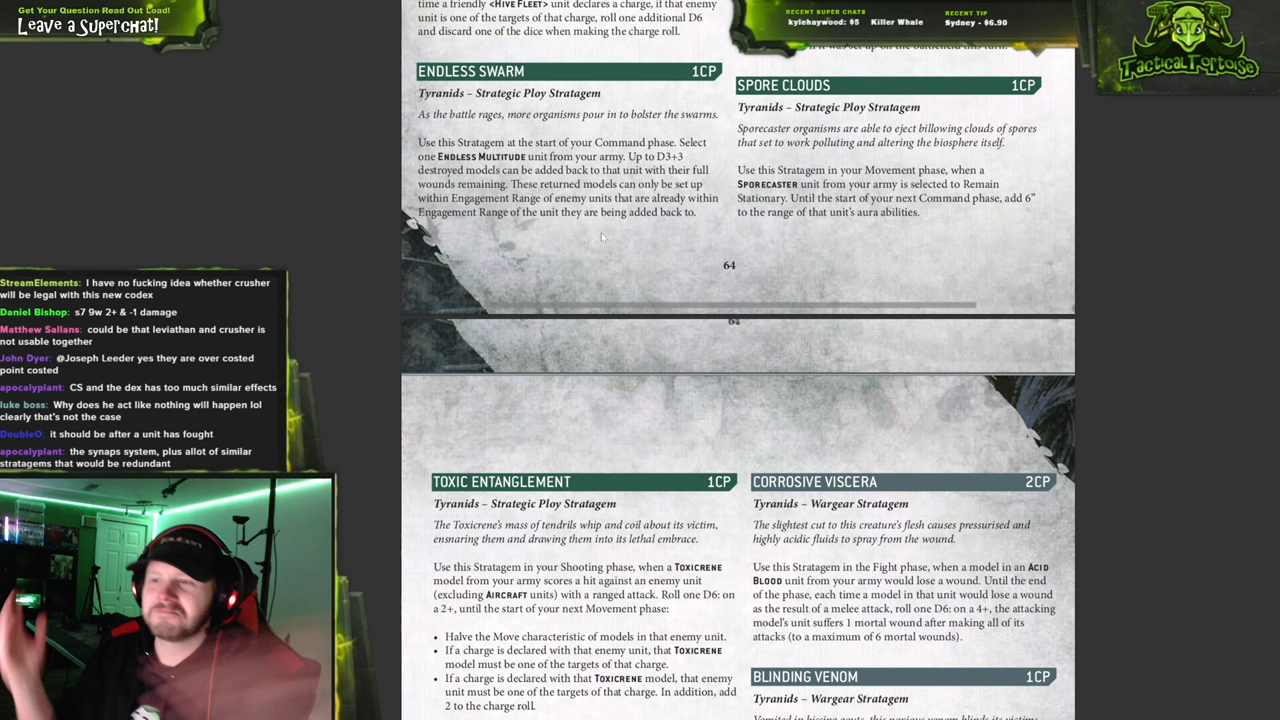 Get Your Question Read Out Load!
Leave a Superchat!
RECENT SUPER CHATS
kylehaywood: $5 Killer Whale
RECENT TIP
Sydney - $6.90
TacticalTortoise
time a friendly <HIVE FLEET> unit declares a charge, if that enemy
unit is one of the targets of that charge, roll one additional D6
and discard one of the dice when making the charge roll.
ENDLESS SWARM 1CP
Tyranids – Strategic Ploy Stratagem
As the battle rages, more organisms pour in to bolster the swarms.
Use this Stratagem at the start of your Command phase. Select
one ENDLESS MULTITUDE unit from your army. Up to D3+3
destroyed models can be added back to that unit with their full
wounds remaining. These returned models can only be set up
within Engagement Range of enemy units that are already within
Engagement Range of the unit they are being added back to.
it was set up on the battlefield this turn.
SPORE CLOUDS 1CP
Tyranids – Strategic Ploy Stratagem
Sporecaster organisms are able to eject billowing clouds of spores
that set to work polluting and altering the biosphere itself.
Use this Stratagem in your Movement phase, when a
SPORECASTER unit from your army is selected to Remain
Stationary. Until the start of your next Command phase, add 6"
to the range of that unit's aura abilities.
64
64
StreamElements: I have no fucking idea whether crusher
will be legal with this new codex
Daniel Bishop: s7 9w 2+ & -1 damage
Matthew Sallans: could be that leviathan and crusher is
not usable together
John Dyer: @Joseph Leeder yes they are over costed
point costed
apocalyplant: CS and the dex has too much similar effects
luke boss: Why does he act like nothing will happen lol
clearly that's not the case
DoubleO: it should be after a unit has fought
apocalyplant: the synaps system, plus allot of similar
stratagems that would be redundant
TOXIC ENTANGLEMENT 1CP
Tyranids – Strategic Ploy Stratagem
The Toxicrene's mass of tendrils whip and coil about its victim,
ensnaring them and drawing them into its lethal embrace.
Use this Stratagem in your Shooting phase, when a TOXICRENE
model from your army scores a hit against an enemy unit
(excluding AIRCRAFT units) with a ranged attack. Roll one D6: on
a 2+, until the start of your next Movement phase:
• Halve the Move characteristic of models in that enemy unit.
• If a charge is declared with that enemy unit, that TOXICRENE
model must be one of the targets of that charge.
• If a charge is declared with that TOXICRENE model, that enemy
unit must be one of the targets of that charge. In addition, add
2 to the charge roll.
CORROSIVE VISCERA 2CP
Tyranids – Wargear Stratagem
The slightest cut to this creature's flesh causes pressurised and
highly acidic fluids to spray from the wound.
Use this Stratagem in the Fight phase, when a model in an ACID
BLOOD unit from your army would lose a wound. Until the end
of the phase, each time a model in that unit would lose a wound
as the result of a melee attack, roll one D6: on a 4+, the attacking
model's unit suffers 1 mortal wound after making all of its
attacks (to a maximum of 6 mortal wounds).
BLINDING VENOM 1CP
Tyranids – Wargear Stratagem
Vomited in hissing gouts, this noxious venom blinds its victims